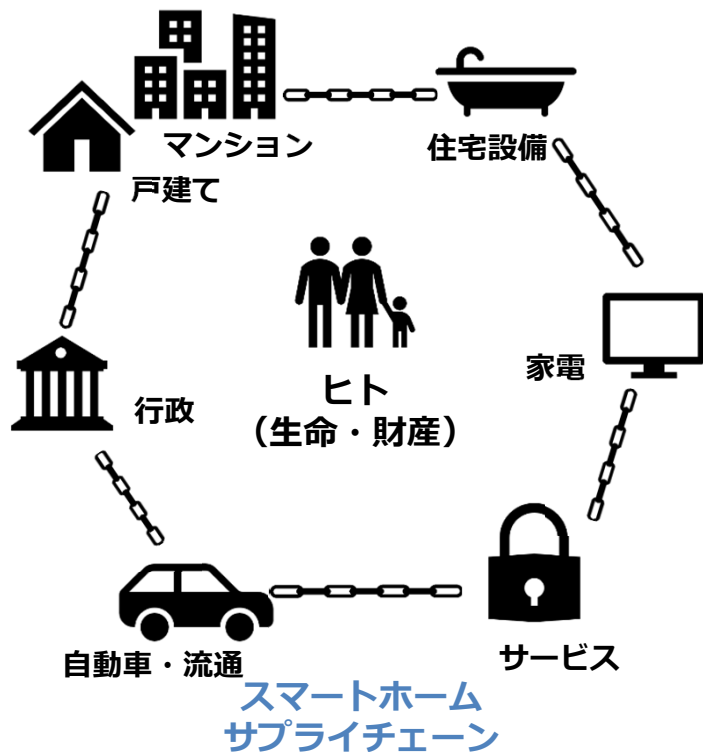 マンション
住宅設備
戸建て
家電
ヒト
（生命・財産）
行政
サービス
自動車・流通
スマートホーム
サプライチェーン